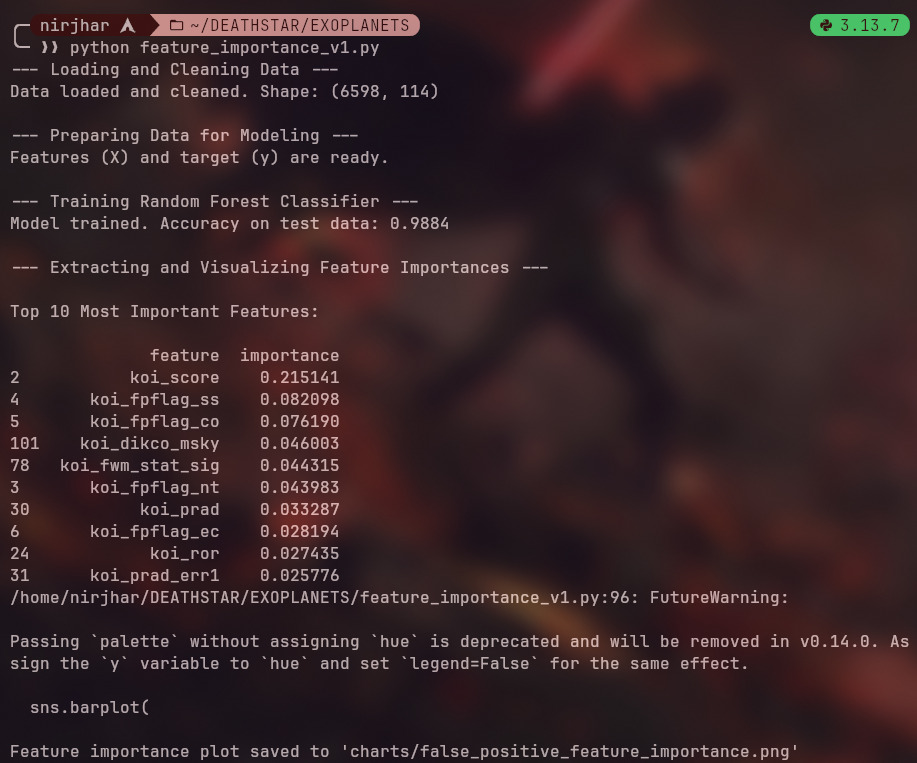 nirjhar ~/DEATHSTAR/EXOPLANETS 3.13.7
❯❯ python feature_importance_v1.py
--- Loading and Cleaning Data ---
Data loaded and cleaned. Shape: (6598, 114)
--- Preparing Data for Modeling ---
Features (X) and target (y) are ready.
--- Training Random Forest Classifier ---
Model trained. Accuracy on test data: 0.9884
--- Extracting and Visualizing Feature Importances ---
Top 10 Most Important Features:
feature importance
2 koi_score 0.215141
4 koi_fpflag_ss 0.082098
5 koi_fpflag_co 0.076190
101 koi_dikco_msky 0.046003
78 koi_fwm_stat_sig 0.044315
3 koi_fpflag_nt 0.043983
30 koi_prad 0.033287
6 koi_fpflag_ec 0.028194
24 koi_ror 0.027435
31 koi_prad_err1 0.025776
/home/nirjhar/DEATHSTAR/EXOPLANETS/feature_importance_v1.py:96: FutureWarning:
Passing `palette` without assigning `hue` is deprecated and will be removed in v0.14.0. As
sign the `y` variable to `hue` and set `legend=False` for the same effect.
sns.barplot(
Feature importance plot saved to 'charts/false_positive_feature_importance.png'